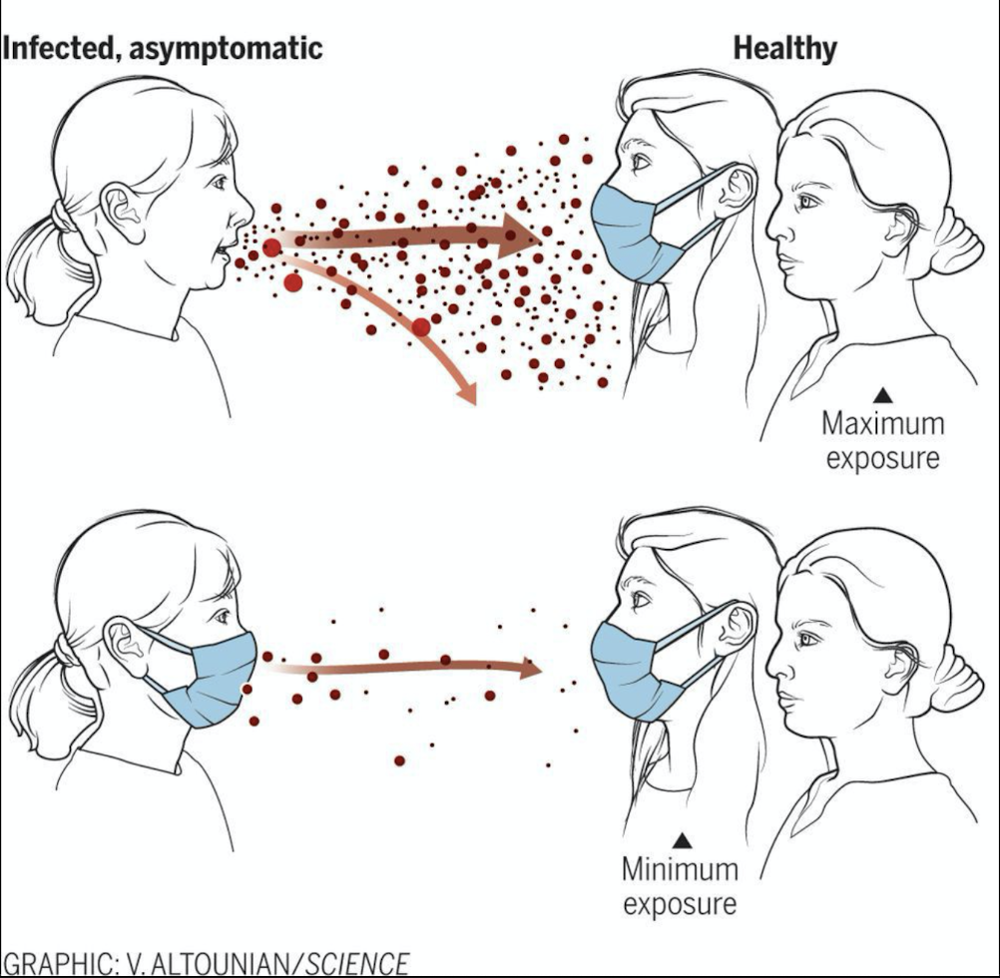 Infected, asymptomatic
Healthy
Maximum
exposure
Minimum
exposure
GRAPHIC: V. ALTOUNIAN/SCIENCE